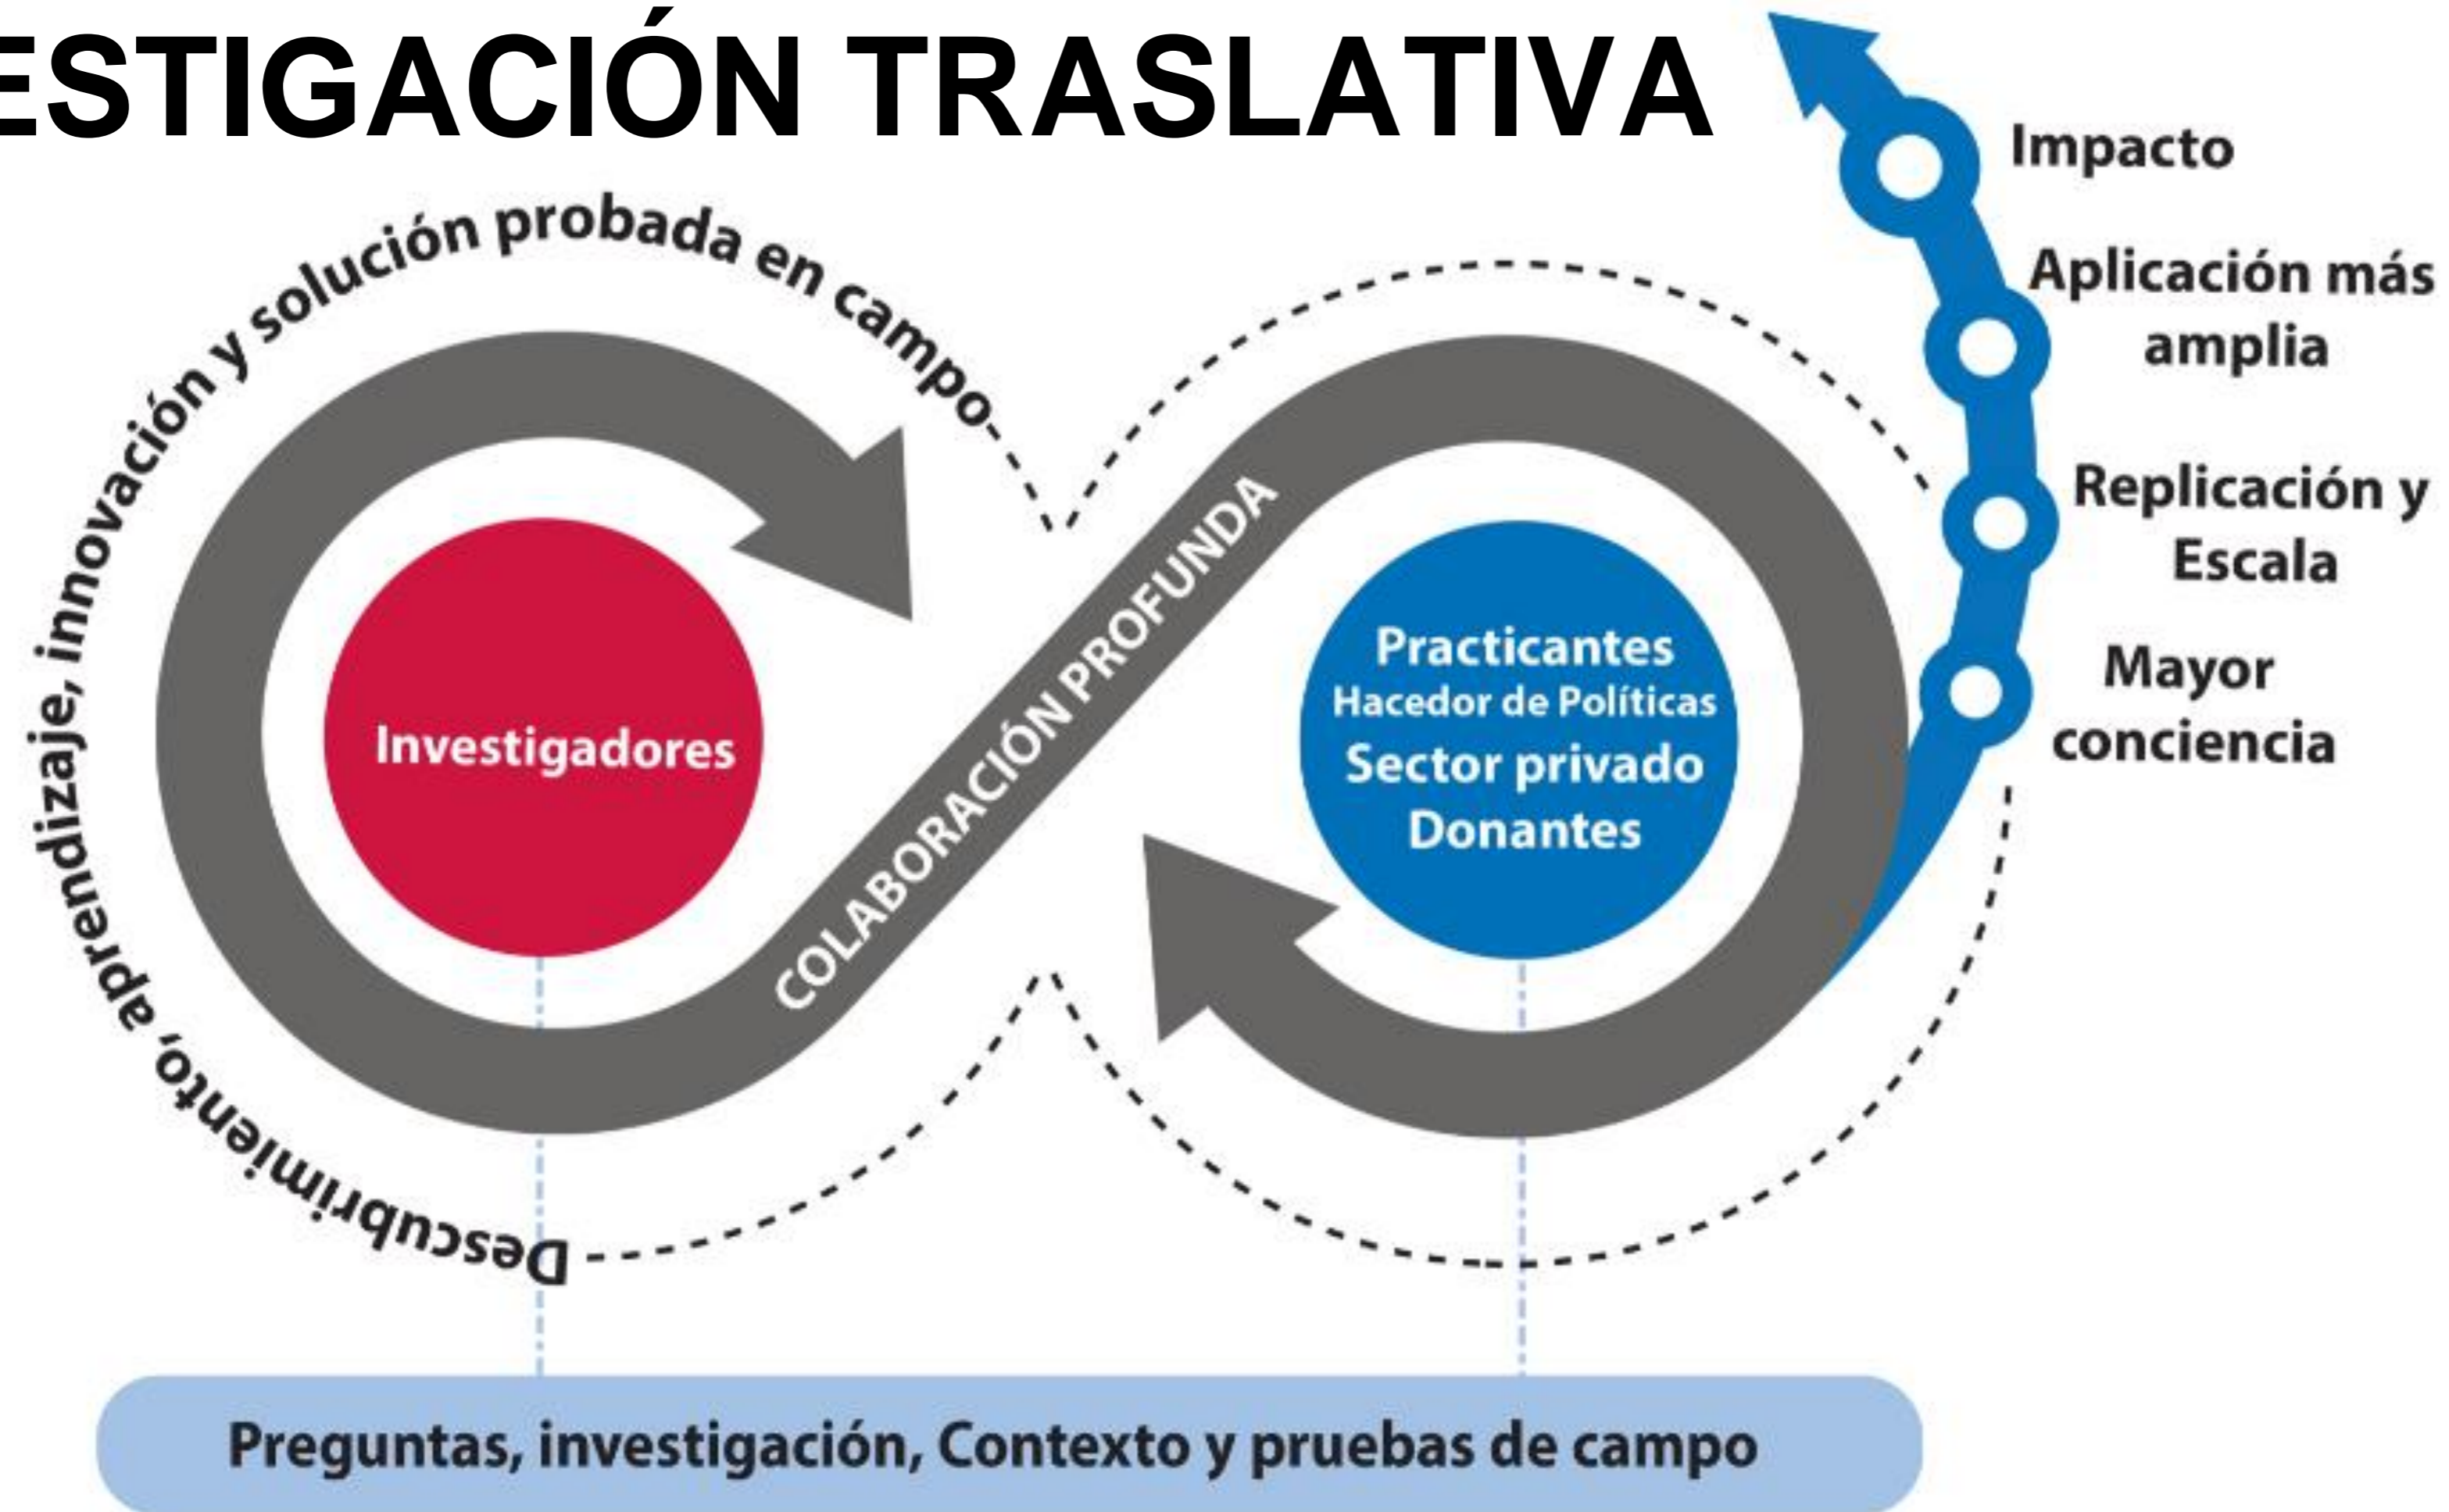 ESTIGACIÓN TRASLATIVA
Impacto
Aplicación más
amplia
Replicación y
Escala
Mayor
conciencia
Descubrimiento, aprendizaje, innovación y solución probada en campo
Investigadores
COLABORACIÓN PROFUNDA
Practicantes
Hacedor de Políticas
Sector privado
Donantes
Preguntas, investigación, Contexto y pruebas de campo